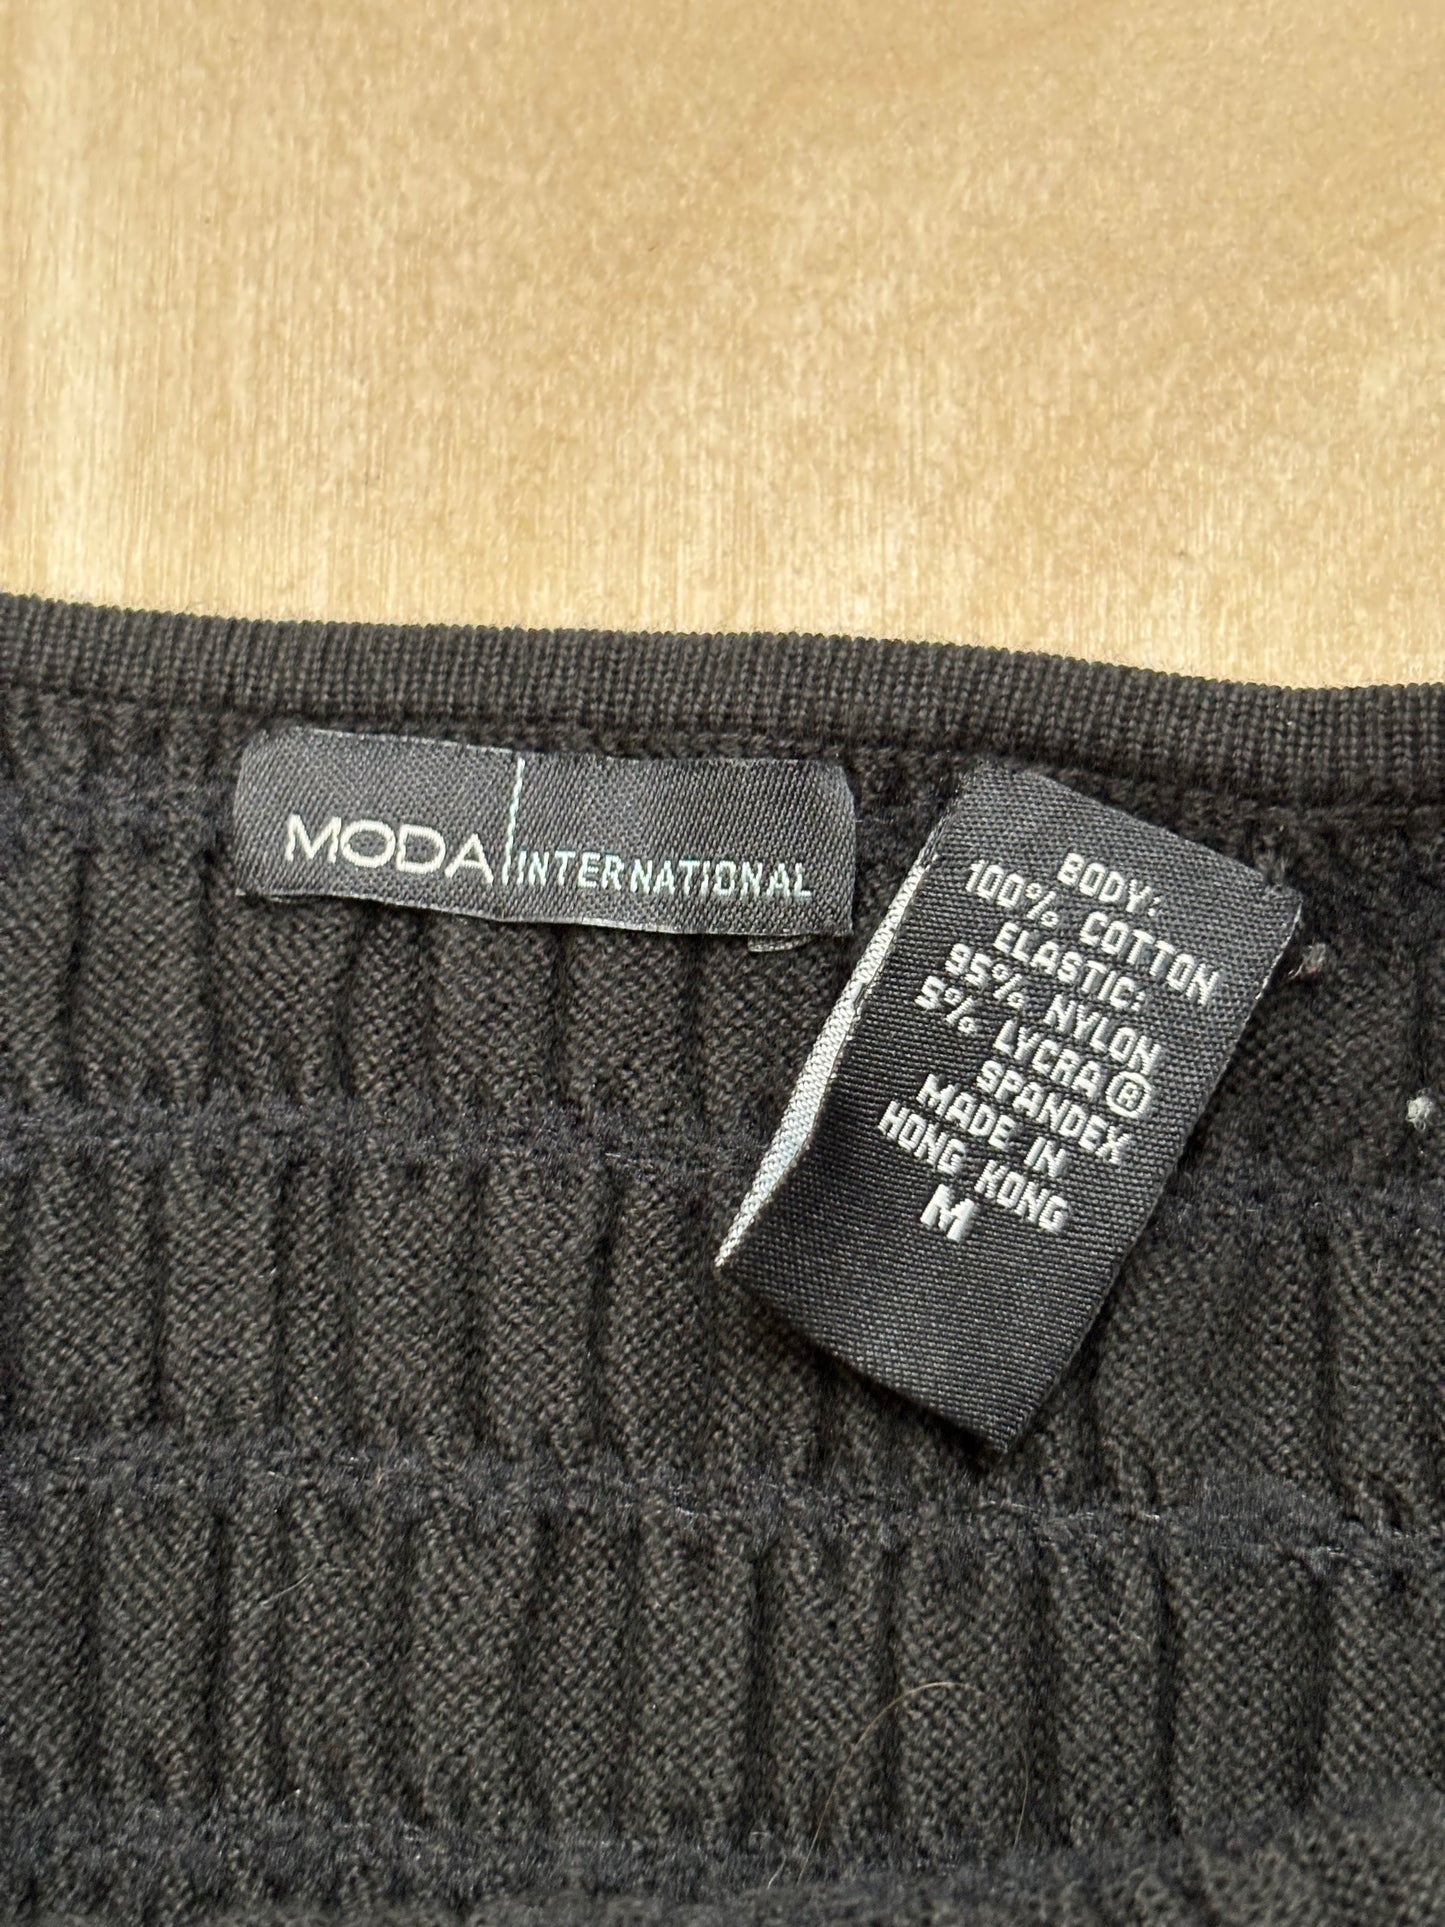 MODA INTERNATIONAL
BODY:
100% COTTON
ELASTIC:
95% NYLON
5% LYCRA®
SPANDEX
MADE IN
HONG KONG
M